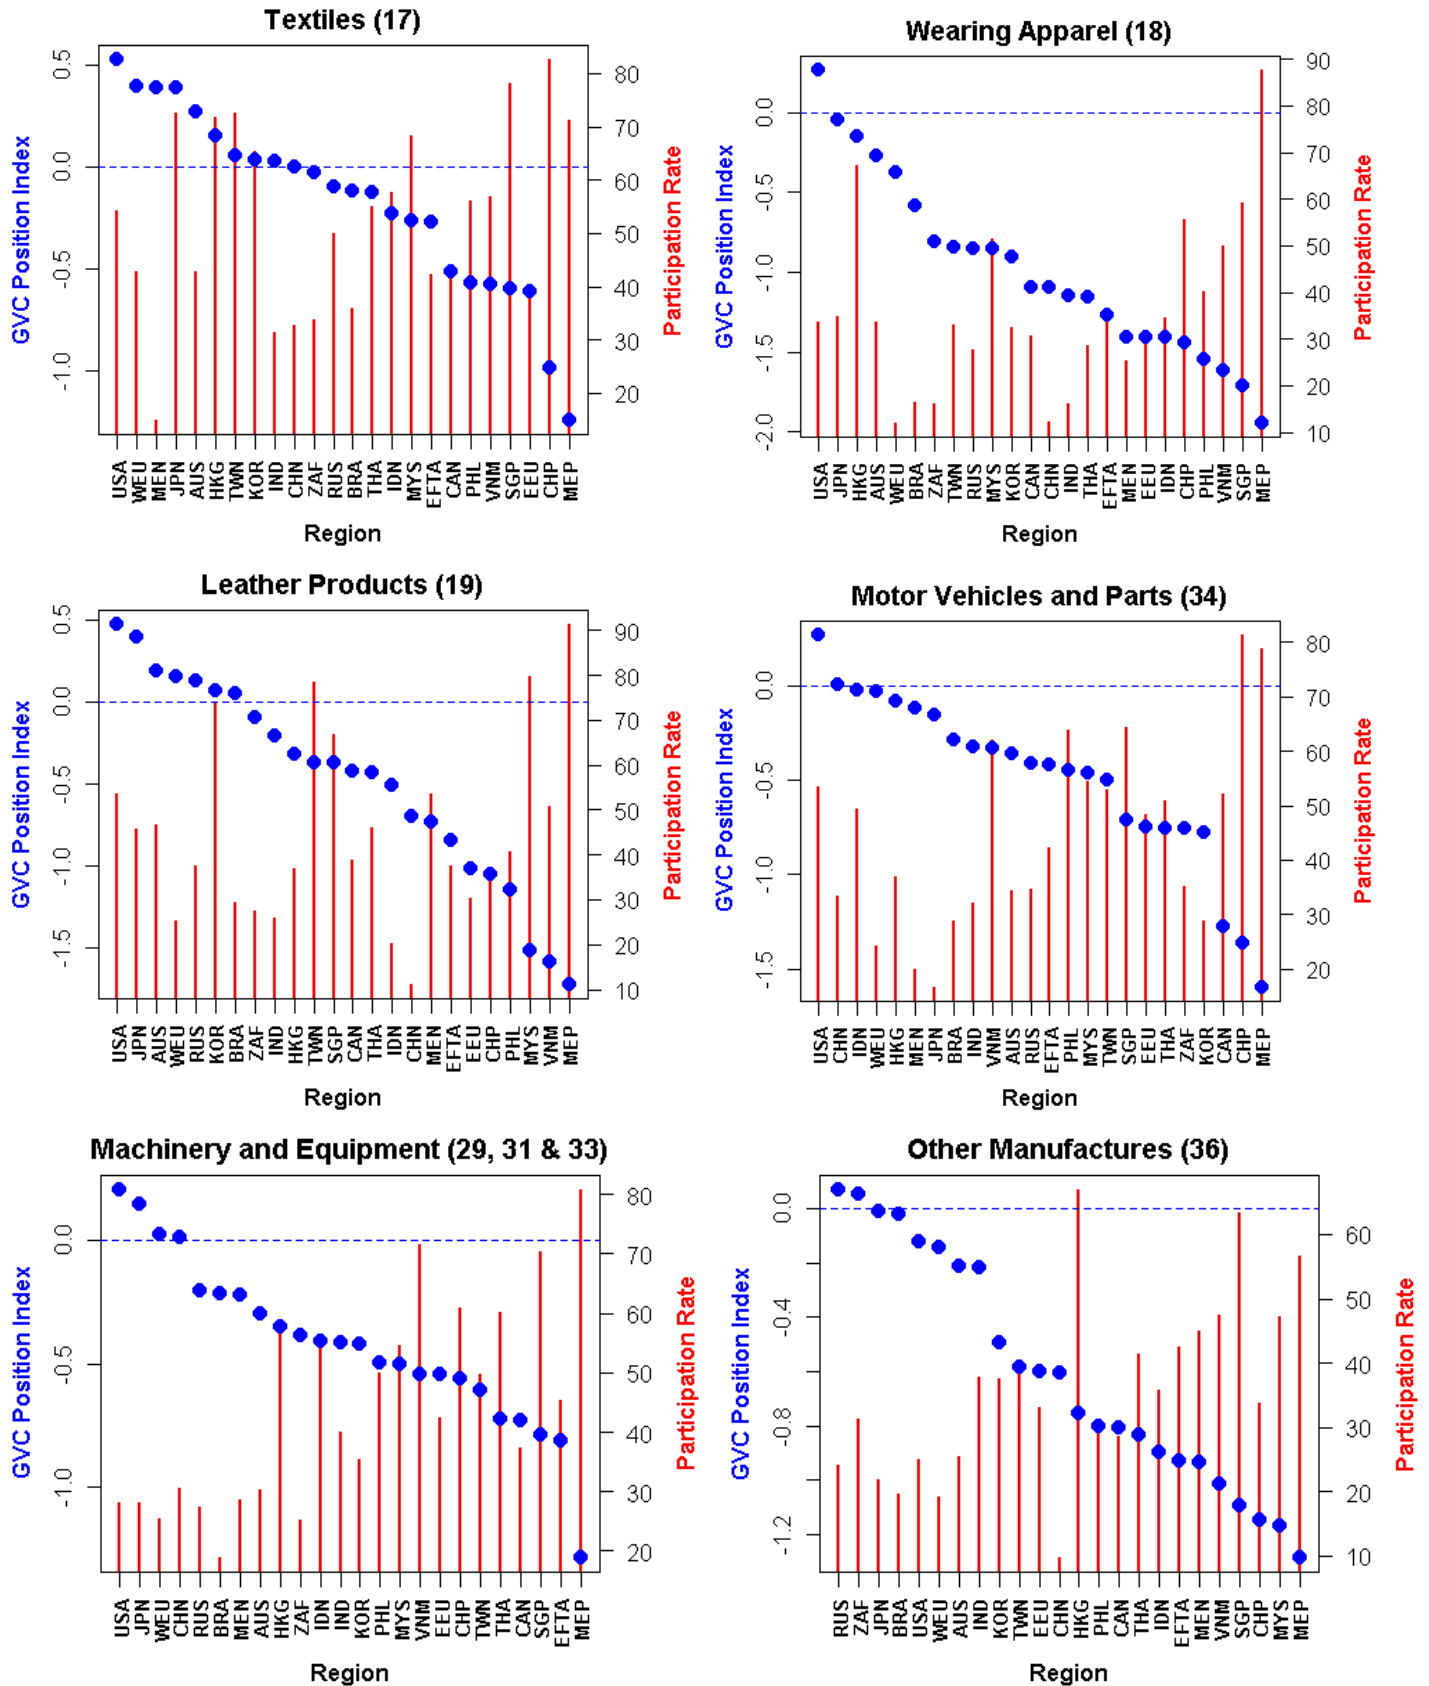 Textiles (17)
GVC Position Index
0.5
0.0
-0.5
-1.0
80
70
60
50
40
30
20
Participation Rate
USA WEU MEN JPN AUS HKG TWN KOR IND CHN ZAF RUS BRA THA IDN MYS EFTA CAN PHL VNM SGP EEU CHP MEP
Region
Wearing Apparel (18)
GVC Position Index
0.0
-0.5
-1.0
-1.5
-2.0
90
80
70
60
50
40
30
20
10
Participation Rate
USA JPN HKG AUS WEU BRA ZAF TWN RUS MYS KOR CAN CHN IND THA EFTA MEN EEU IDN CHP PHL VNM SGP MEP
Region
Leather Products (19)
GVC Position Index
0.5
0.0
-0.5
-1.0
-1.5
90
80
70
60
50
40
30
20
10
Participation Rate
USA JPN AUS WEU RUS KOR BRA ZAF IND HKG TWN SGP CAN THA IDN CHN MEN EFTA EEU CHP PHL MYS VNM MEP
Region
Motor Vehicles and Parts (34)
GVC Position Index
0.0
-0.5
-1.0
-1.5
80
70
60
50
40
30
20
Participation Rate
USA CHN IDN WEU HKG MEN JPN BRA IND VNM AUS RUS EFTA PHL MYS TWN SGP EEU THA ZAF KOR CAN CHP MEP
Region
Machinery and Equipment (29, 31 & 33)
GVC Position Index
0.0
-0.5
-1.0
80
70
60
50
40
30
20
Participation Rate
USA JPN WEU CHN RUS BRA MEN AUS HKG ZAF IDN IND KOR PHL MYS VNM EEU CHP TWN THA CAN SGP EFTA MEP
Region
Other Manufactures (36)
GVC Position Index
0.0
-0.4
-0.8
-1.2
60
50
40
30
20
10
Participation Rate
RUS ZAF JPN BRA USA WEU AUS IND KOR TWN EEU CHN HKG PHL CAN THA IDN EFTA MEN VNM SGP CHP MYS MEP
Region